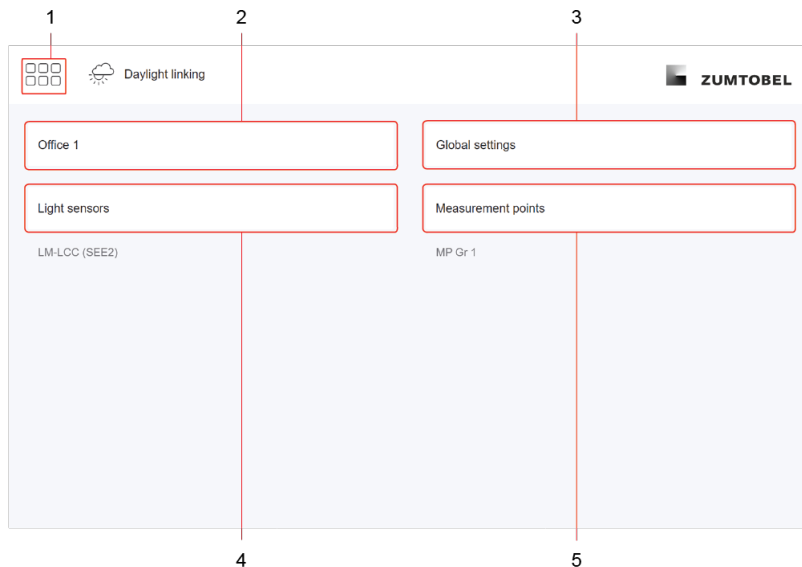 1 2 3
Daylight linking
ZUMTOBEL
Office 1 Global settings
Light sensors Measurement points
LM-LCC (SEE2) MP Gr 1
4 5